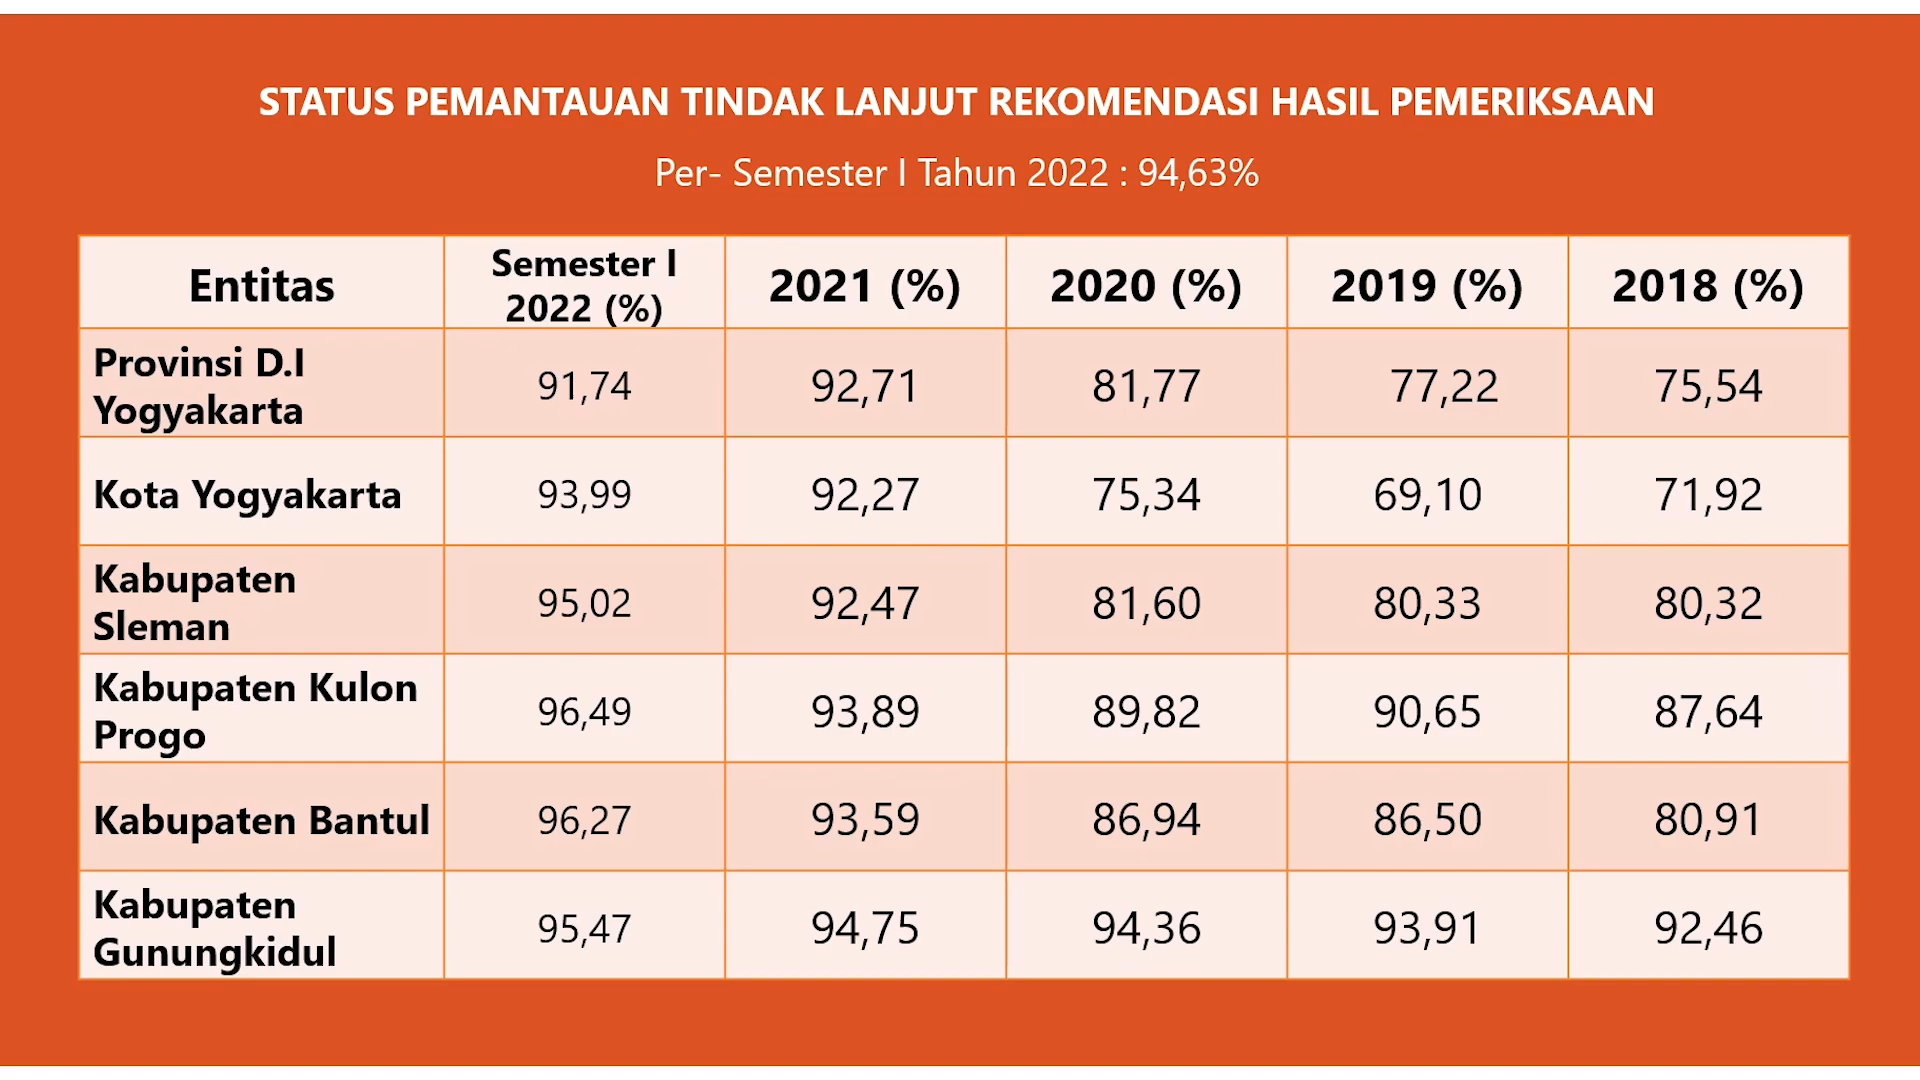 STATUS PEMANTAUAN TINDAK LANJUT REKOMENDASI HASIL PEMERIKSAAN
Per- Semester I Tahun 2022 : 94,63%
Entitas Semester I 2022 (%) 2021 (%) 2020 (%) 2019 (%) 2018 (%)
Provinsi D.I Yogyakarta 91,74 92,71 81,77 77,22 75,54
Kota Yogyakarta 93,99 92,27 75,34 69,10 71,92
Kabupaten Sleman 95,02 92,47 81,60 80,33 80,32
Kabupaten Kulon Progo 96,49 93,89 89,82 90,65 87,64
Kabupaten Bantul 96,27 93,59 86,94 86,50 80,91
Kabupaten Gunungkidul 95,47 94,75 94,36 93,91 92,46